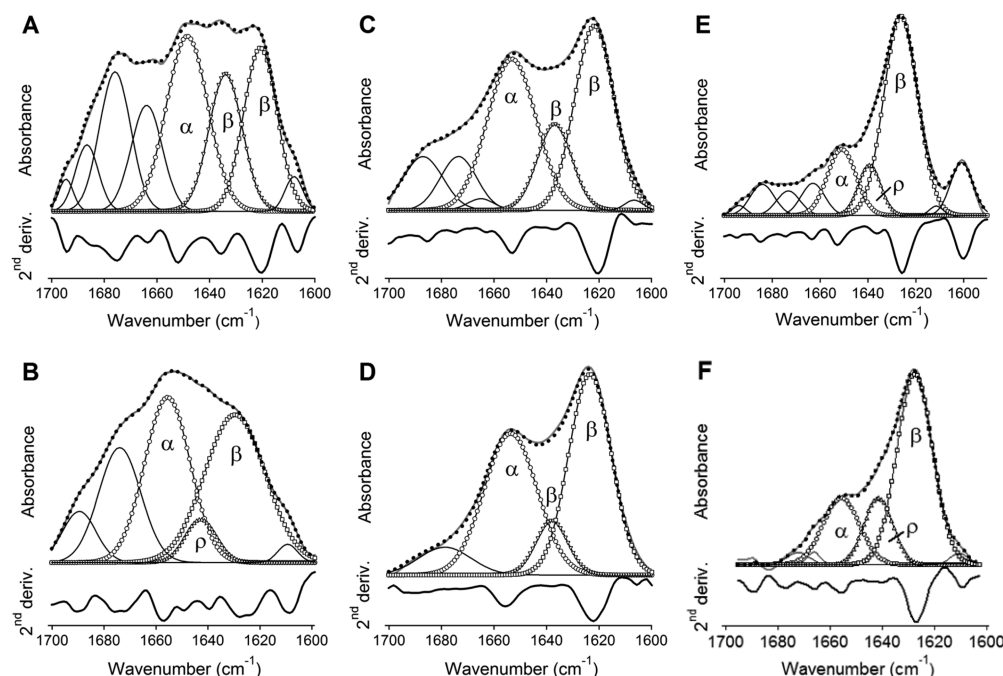 A
Absorbance
α
β
β
2nd deriv.
1700 1680 1660 1640 1620 1600
Wavenumber (cm-1)
C
Absorbance
α
β
β
2nd deriv.
1700 1680 1660 1640 1620 1600
Wavenumber (cm-1)
E
Absorbance
α
β
ρ
2nd deriv.
1700 1680 1660 1640 1620 1600
Wavenumber (cm-1)
B
Absorbance
α
β
ρ
2nd deriv.
1700 1680 1660 1640 1620 1600
Wavenumber (cm-1)
D
Absorbance
α
β
β
2nd deriv.
1700 1680 1660 1640 1620 1600
Wavenumber (cm-1)
F
Absorbance
α
β
ρ
2nd deriv.
1700 1680 1660 1640 1620 1600
Wavenumber (cm-1)